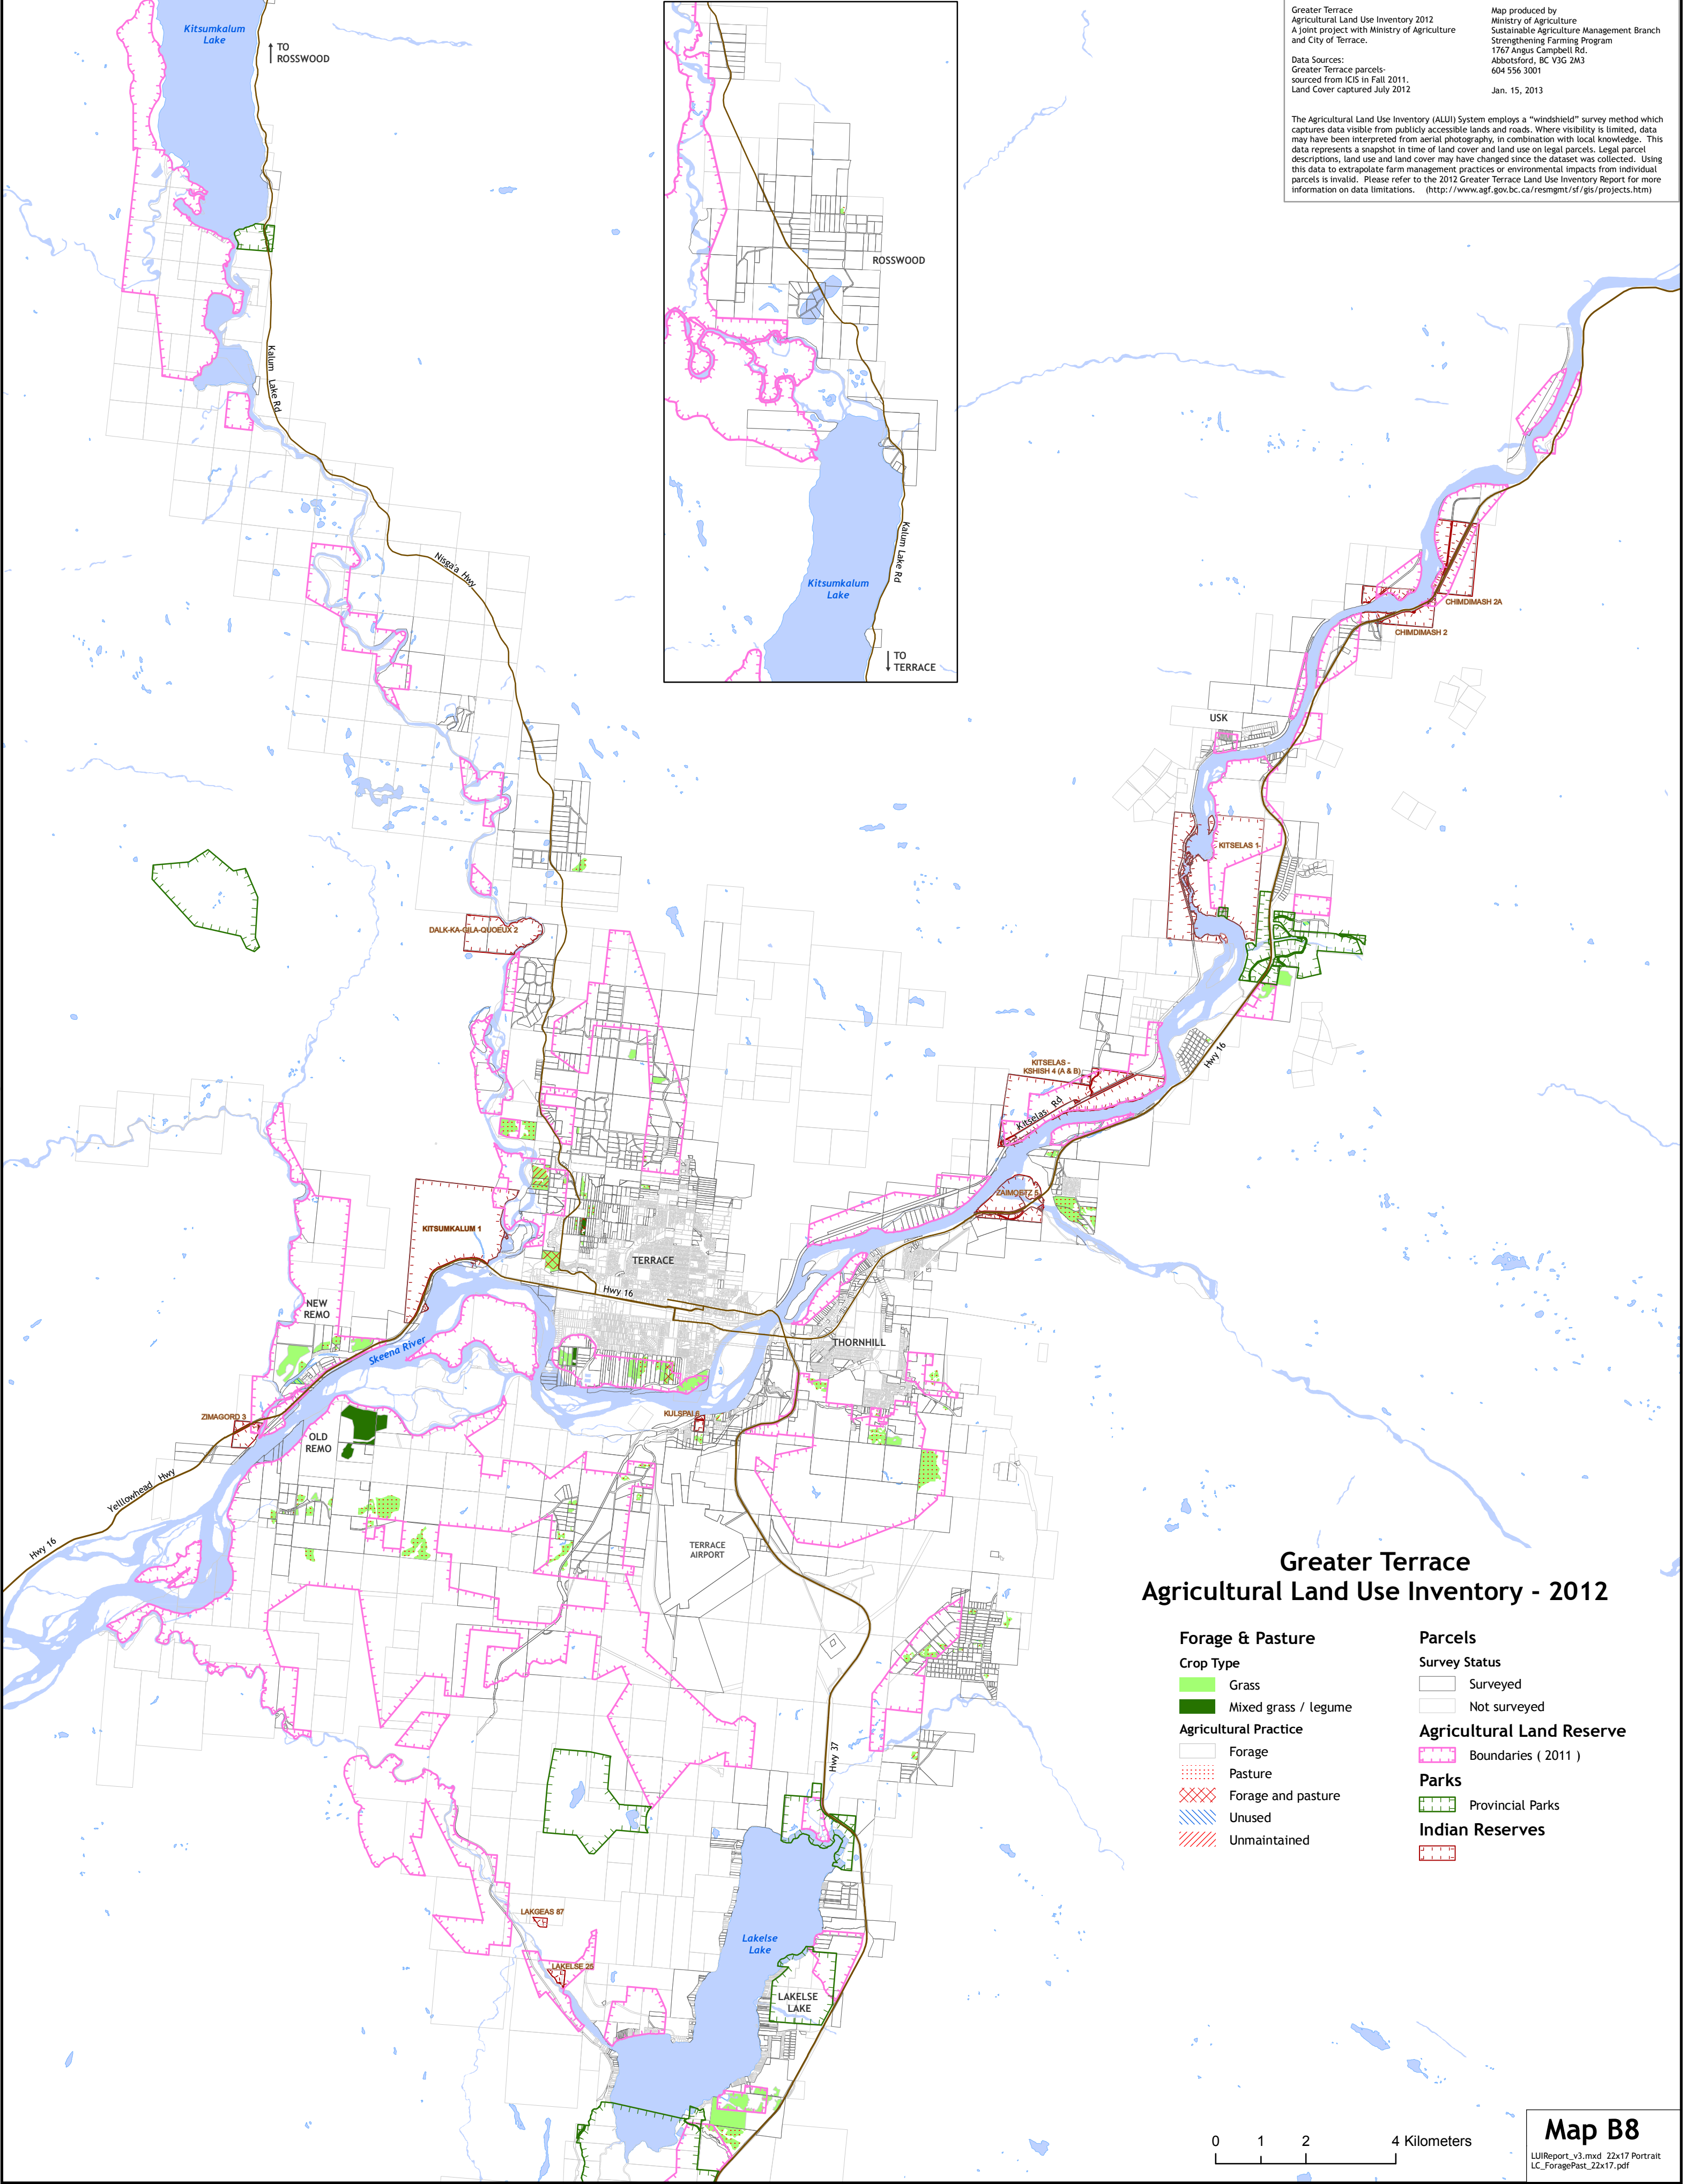 Kitsumkalum
Lake
TO
ROSSWOOD
Greater Terrace
Agricultural Land Use Inventory 2012
A joint project with Ministry of Agriculture
and City of Terrace.
Data Sources:
Greater Terrace parcels-
sourced from ICIS in Fall 2011.
Land Cover captured July 2012
Map produced by
Ministry of Agriculture
Sustainable Agriculture Management Branch
Strengthening Farming Program
1767 Angus Campbell Rd.
Abbotsford, BC V3G 2M3
604 556 3001
Jan. 15, 2013
The Agricultural Land Use Inventory (ALUI) System employs a “windshield” survey method which
captures data visible from publicly accessible lands and roads. Where visibility is limited, data
may have been interpreted from aerial photography, in combination with local knowledge. This
data represents a snapshot in time of land cover and land use on legal parcels. Legal parcel
descriptions, land use and land cover may have changed since the dataset was collected. Using
this data to extrapolate farm management practices or environmental impacts from individual
parcels is invalid. Please refer to the 2012 Greater Terrace Land Use Inventory Report for more
information on data limitations. (http://www.agf.gov.bc.ca/resmgmt/sf/gis/projects.htm)
ROSSWOOD
Kalum Lake Rd
Kalum Lake Rd
Kitsumkalum
Lake
TO
TERRACE
Nisga'a Hwy
CHIMDIMASH 2A
CHIMDIMASH 2
USK
KITSELAS 1
DALK-KA-GILA-QUOEUX 2
Hwy 16
KITSELAS -
KSHISH 4 (A & B)
Kitselas Rd
ZAIMOETZ 5
KITSUMKALUM 1
TERRACE
Hwy 16
NEW
REMO
Skeena River
THORNHILL
ZIMAGORD 3
KULSPAI 6
OLD
REMO
Yelllowhead Hwy
Hwy 16
TERRACE
AIRPORT
Hwy 37
LAKGEAS 87
LAKELSE 25
Lakelse
Lake
LAKELSE
LAKE
Greater Terrace
Agricultural Land Use Inventory - 2012
Forage & Pasture
Crop Type
Grass
Mixed grass / legume
Agricultural Practice
Forage
Pasture
Forage and pasture
Unused
Unmaintained
Parcels
Survey Status
Surveyed
Not surveyed
Agricultural Land Reserve
Boundaries ( 2011 )
Parks
Provincial Parks
Indian Reserves
0 1 2 4 Kilometers
Map B8
LUIReport_v3.mxd 22x17 Portrait
LC_ForagePast_22x17.pdf